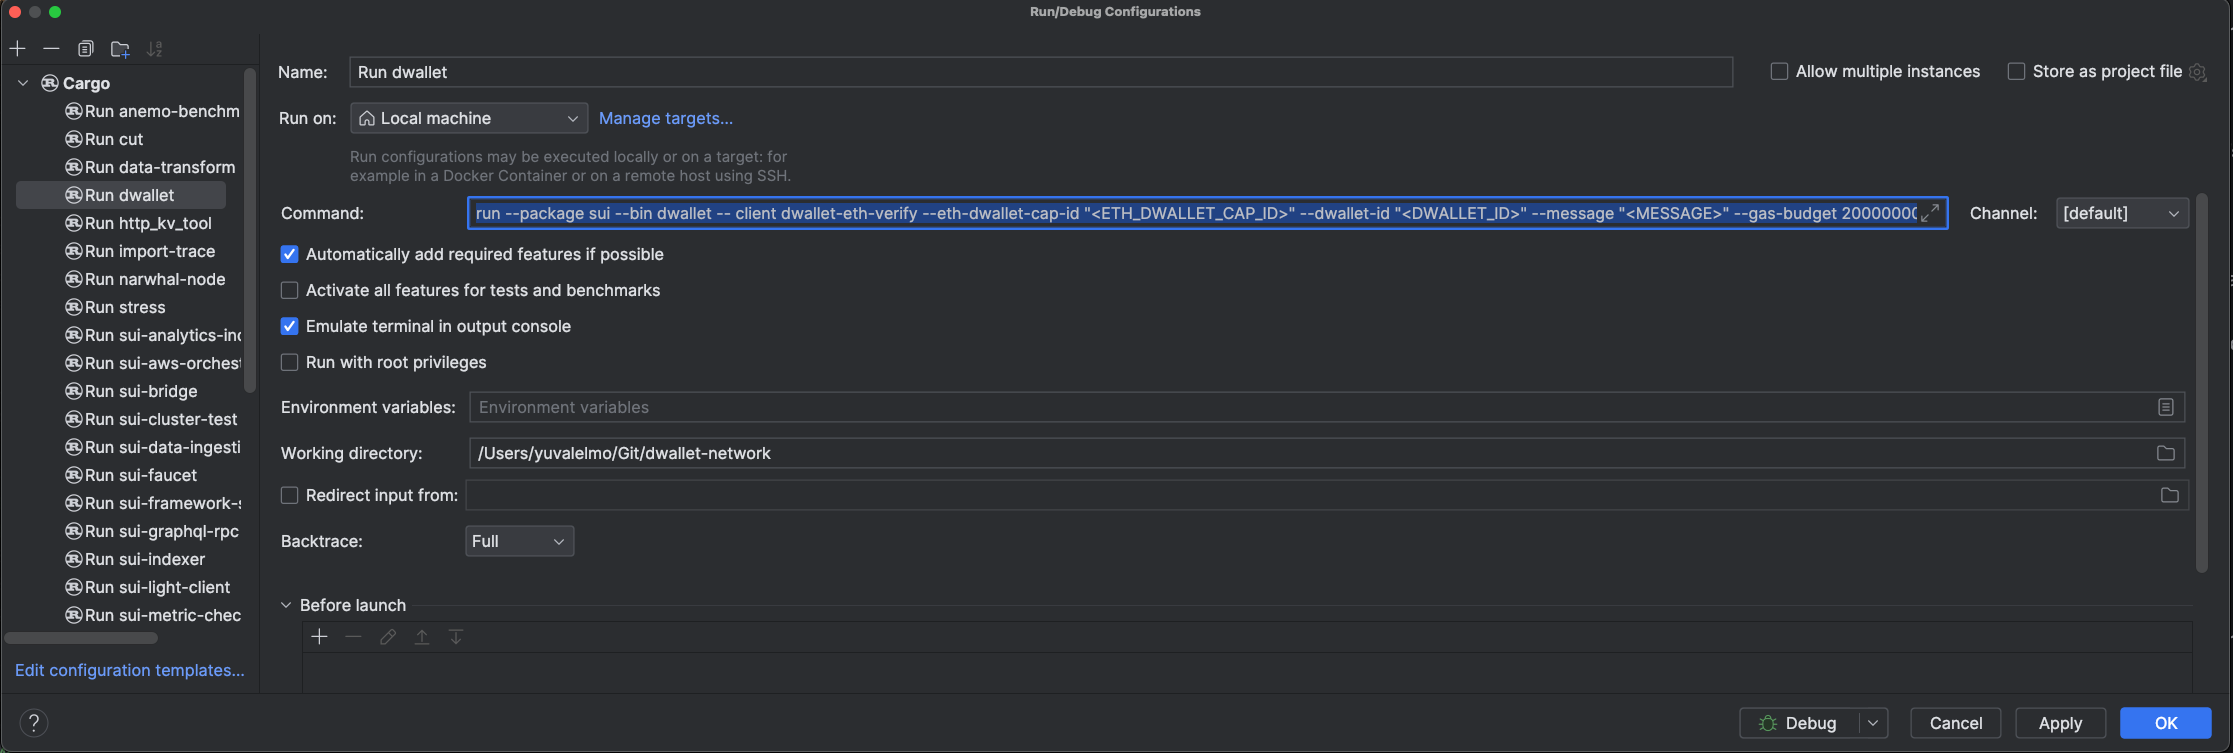 Run/Debug Configurations
Cargo
Run anemo-benchm
Run cut
Run data-transform
Run dwallet
Run http_kv_tool
Run import-trace
Run narwhal-node
Run stress
Run sui-analytics-in
Run sui-aws-orchest
Run sui-bridge
Run sui-cluster-test
Run sui-data-ingesti
Run sui-faucet
Run sui-framework-s
Run sui-graphql-rpc
Run sui-indexer
Run sui-light-client
Run sui-metric-chec
Edit configuration templates...
Name: Run dwallet
Allow multiple instances
Store as project file
Run on: Local machine Manage targets...
Run configurations may be executed locally or on a target: for
example in a Docker Container or on a remote host using SSH.
Command: run --package sui --bin dwallet -- client dwallet-eth-verify --eth-dwallet-cap-id "<ETH_DWALLET_CAP_ID>" --dwallet-id "<DWALLET_ID>" --message "<MESSAGE>" --gas-budget 20000000 Channel: [default]
Automatically add required features if possible
Activate all features for tests and benchmarks
Emulate terminal in output console
Run with root privileges
Environment variables: Environment variables
Working directory: /Users/yuvalelmo/Git/dwallet-network
Redirect input from:
Backtrace: Full
Before launch
? Debug Cancel Apply OK